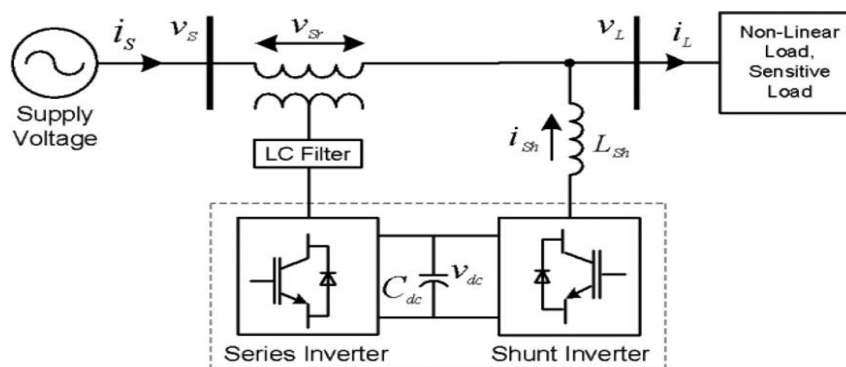 i_S
v_S
v_Sr
v_L
i_L
Non-Linear
Load,
Sensitive
Load
Supply
Voltage
LC Filter
i_Sh
L_Sh
C_dc
v_dc
Series Inverter
Shunt Inverter